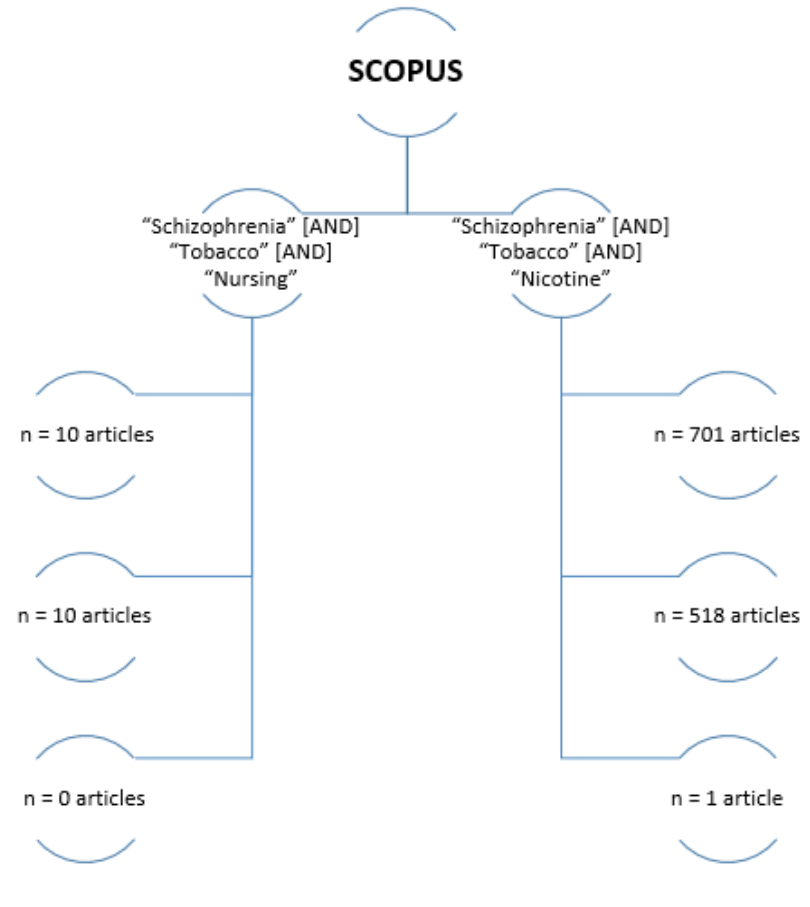 SCOPUS
“Schizophrenia” [AND]
“Tobacco” [AND]
“Nursing”
“Schizophrenia” [AND]
“Tobacco” [AND]
“Nicotine”
n = 10 articles
n = 701 articles
n = 10 articles
n = 518 articles
n = 0 articles
n = 1 article